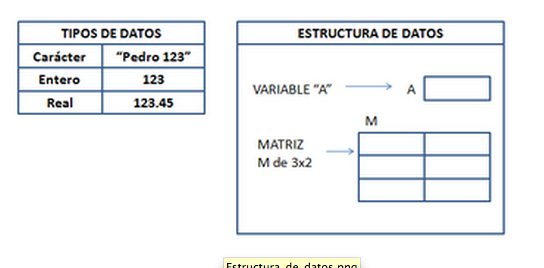 TIPOS DE DATOS
Carácter "Pedro 123"
Entero 123
Real 123.45
ESTRUCTURA DE DATOS
VARIABLE "A" A
M
MATRIZ
M de 3x2
Estructura de datos.png